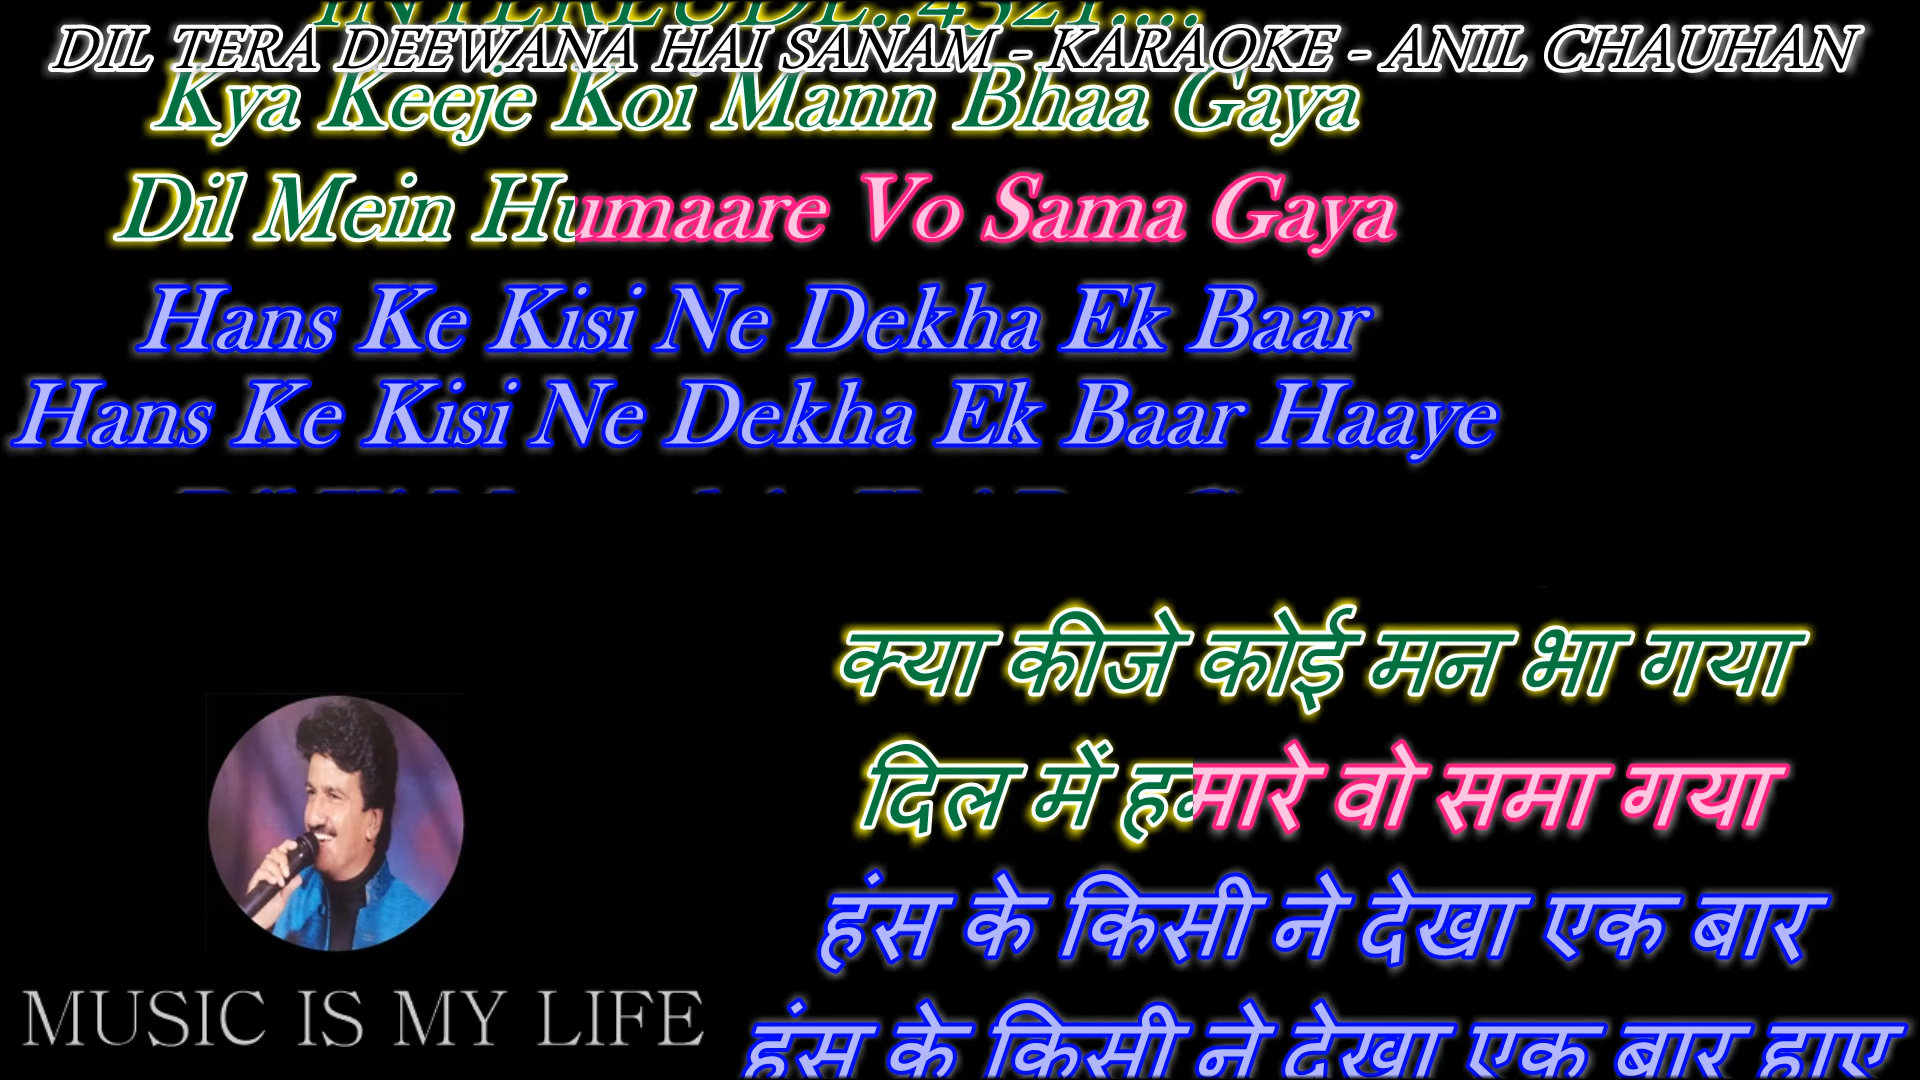 INTERLUDE..4321....
DIL TERA DEEWANA HAI SANAM - KARAOKE - ANIL CHAUHAN
Kya Keeje Koi Mann Bhaa Gaya
Dil Mein Humaare Vo Sama Gaya
Hans Ke Kisi Ne Dekha Ek Baar
Hans Ke Kisi Ne Dekha Ek Baar Haaye
क्या कीजे कोई मन भा गया
दिल में हमारे वो समा गया
हंस के किसी ने देखा एक बार
हंस के किसी ने देखा एक बार हाए
MUSIC IS MY LIFE